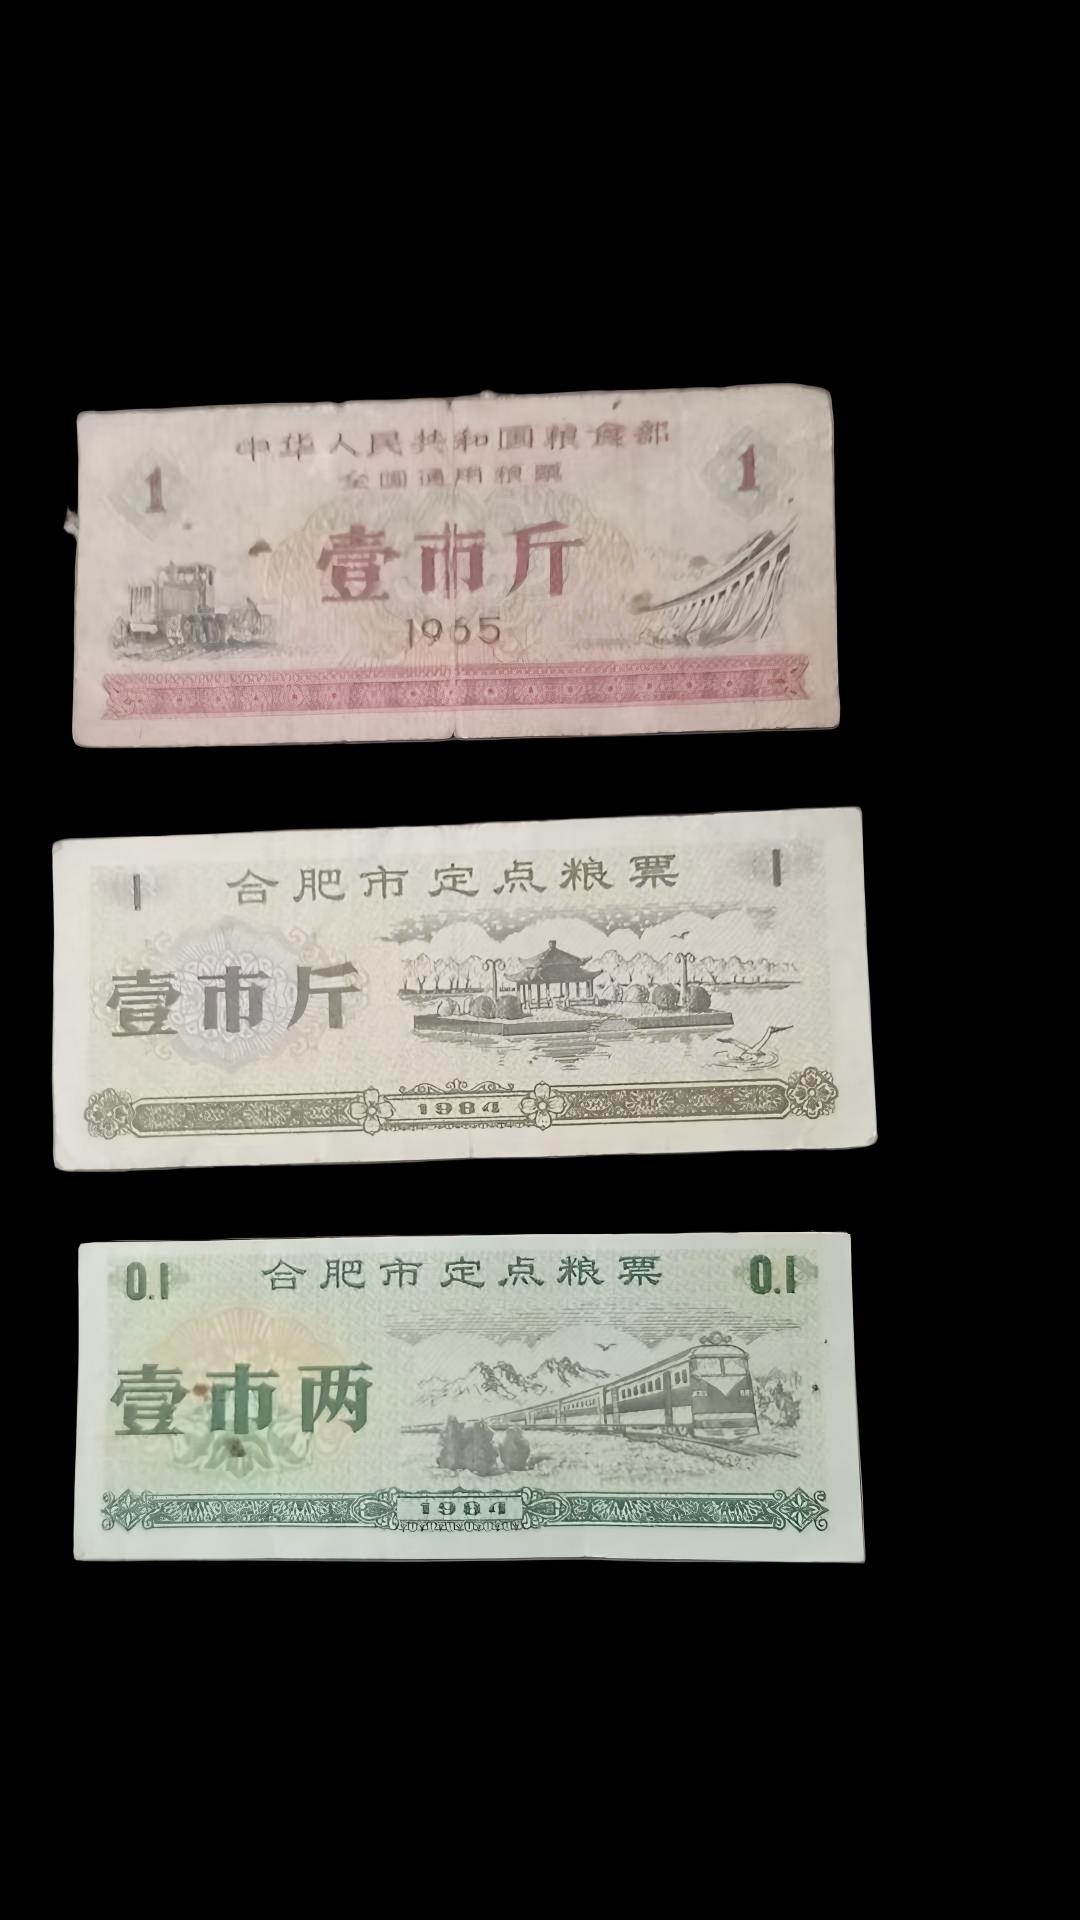 中华人民共和国粮食部
全国通用粮票
1 1
壹市斤
1965
1 合肥市定点粮票 1
壹市斤
1984
0.1 合肥市定点粮票 0.1
壹市两
1984